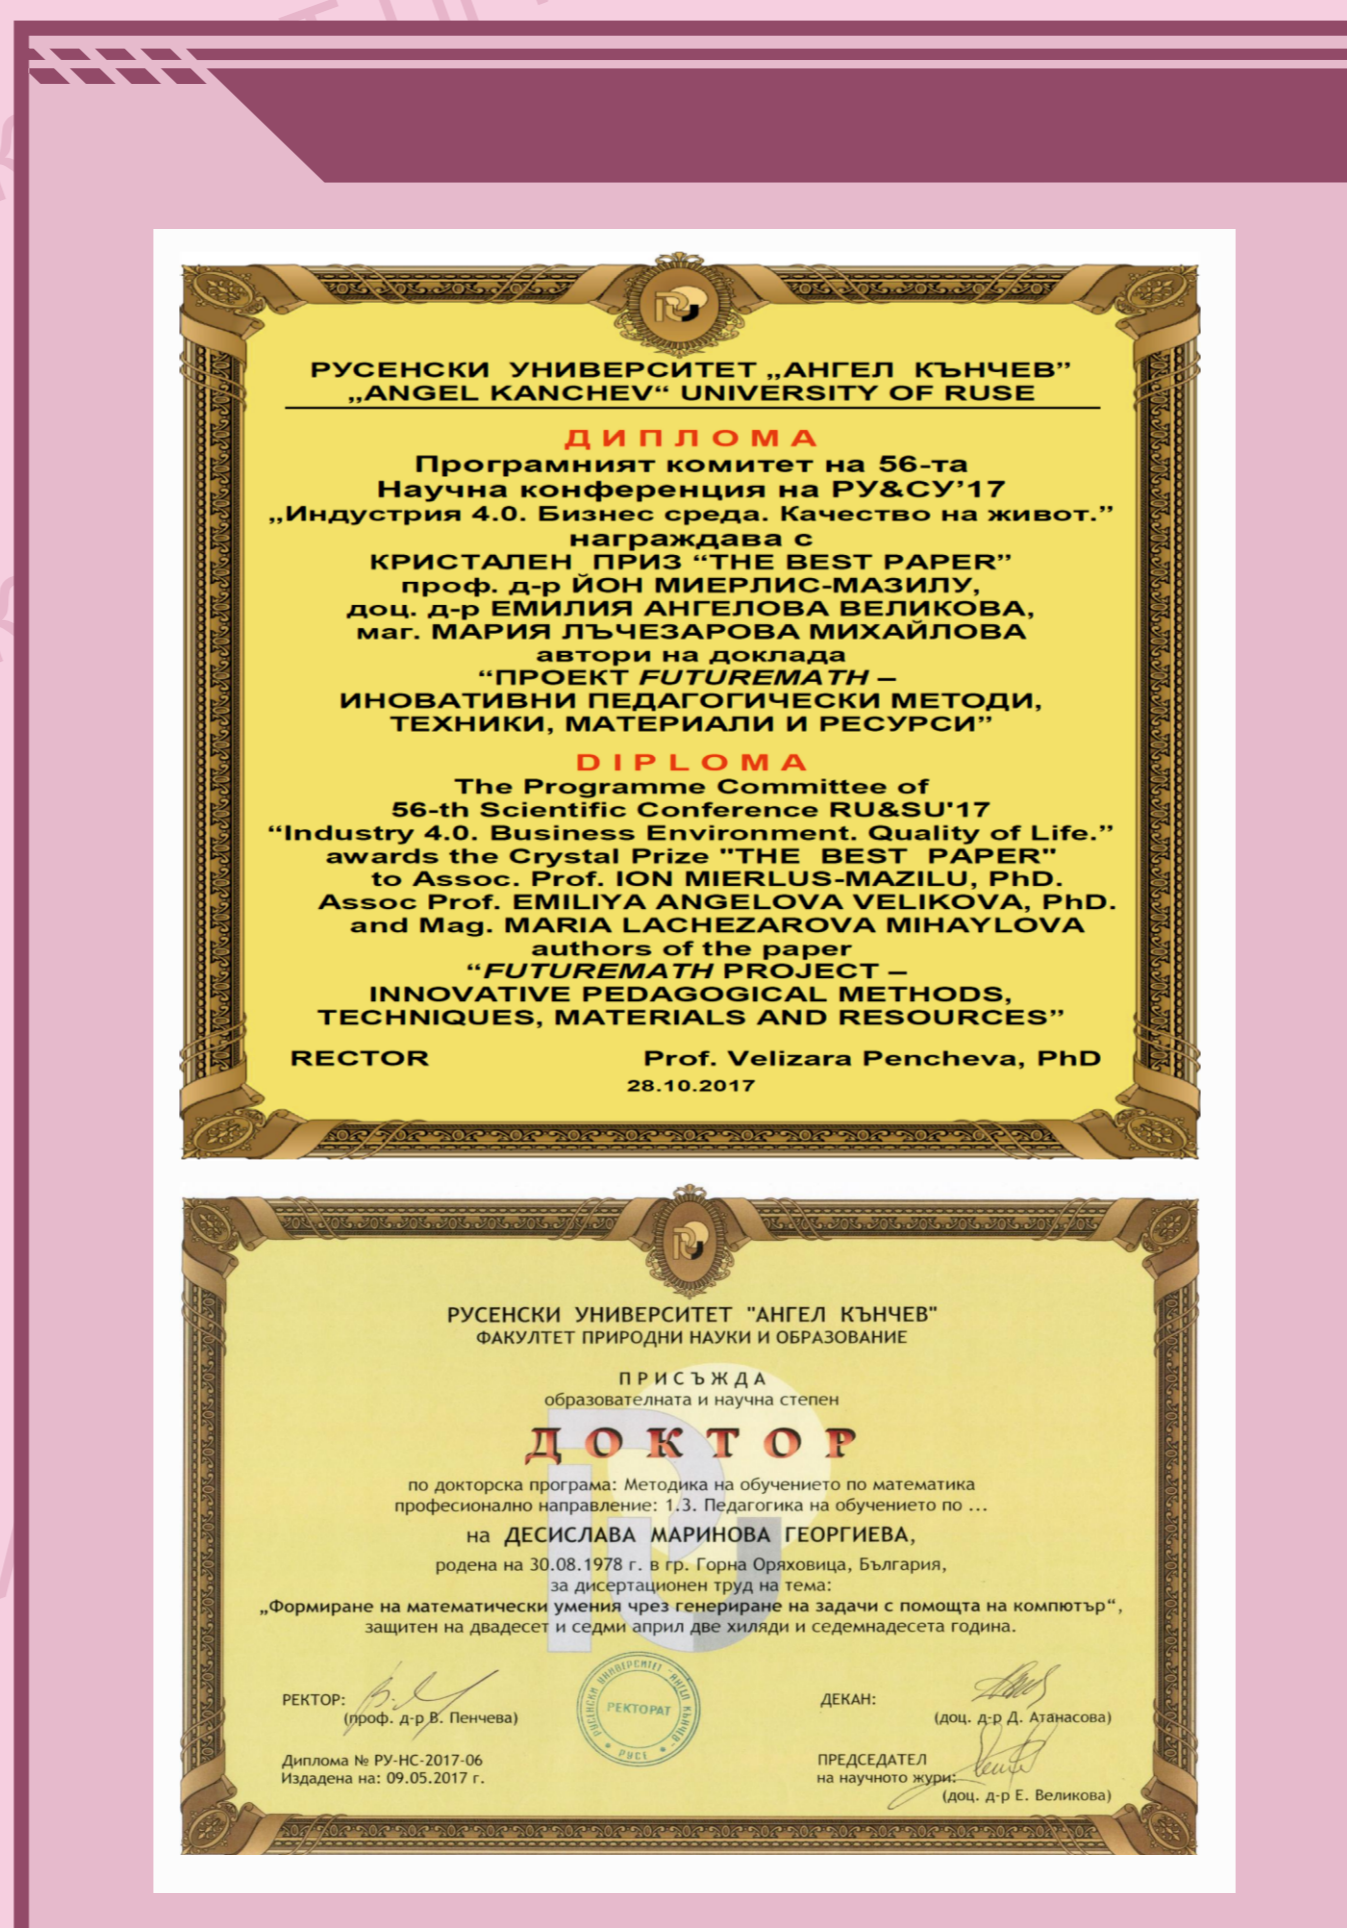 РУСЕНСКИ УНИВЕРСИТЕТ „АНГЕЛ КЪНЧЕВ”
„ANGEL KANCHEV“ UNIVERSITY OF RUSE
ДИПЛОМА
Програмният комитет на 56-та
Научна конференция на РУ&СУ’17
„Индустрия 4.0. Бизнес среда. Качество на живот.”
награждава с
КРИСТАЛЕН ПРИЗ “THE BEST PAPER”
проф. д-р ЙОН МИЕРЛИС-МАЗИЛУ,
доц. д-р ЕМИЛИЯ АНГЕЛОВА ВЕЛИКОВА,
маг. МАРИЯ ЛЪЧЕЗАРОВА МИХАЙЛОВА
автори на доклада
“ПРОЕКТ FUTUREMATH –
ИНОВАТИВНИ ПЕДАГОГИЧЕСКИ МЕТОДИ,
ТЕХНИКИ, МАТЕРИАЛИ И РЕСУРСИ”
DIPLOMA
The Programme Committee of
56-th Scientific Conference RU&SU'17
“Industry 4.0. Business Environment. Quality of Life.”
awards the Crystal Prize "THE BEST PAPER"
to Assoc. Prof. ION MIERLUS-MAZILU, PhD.
Assoc Prof. EMILIYA ANGELOVA VELIKOVA, PhD.
and Mag. MARIA LACHEZAROVA MIHAYLOVA
authors of the paper
“FUTUREMATH PROJECT –
INNOVATIVE PEDAGOGICAL METHODS,
TECHNIQUES, MATERIALS AND RESOURCES”
RECTOR Prof. Velizara Pencheva, PhD
28.10.2017
РУСЕНСКИ УНИВЕРСИТЕТ "АНГЕЛ КЪНЧЕВ"
ФАКУЛТЕТ ПРИРОДНИ НАУКИ И ОБРАЗОВАНИЕ
ПРИСЪЖДА
образователната и научна степен
ДОКТОР
по докторска програма: Методика на обучението по математика
професионално направление: 1.3. Педагогика на обучението по ...
на ДЕСИСЛАВА МАРИНОВА ГЕОРГИЕВА,
родена на 30.08.1978 г. в гр. Горна Оряховица, България,
за дисертационен труд на тема:
„Формиране на математически умения чрез генериране на задачи с помощта на компютър“,
защитен на двадесет и седми април две хиляди и седемнадесета година.
РУСЕНСКИ УНИВЕРСИТЕТ "АНГЕЛ КЪНЧЕВ"
РЕКТОРАТ
РУСЕ
РЕКТОР:
(проф. д-р В. Пенчева)
ДЕКАН:
(доц. д-р Д. Атанасова)
Диплома № РУ-НС-2017-06
Издадена на: 09.05.2017 г.
ПРЕДСЕДАТЕЛ
на научното жури:
(доц. д-р Е. Великова)